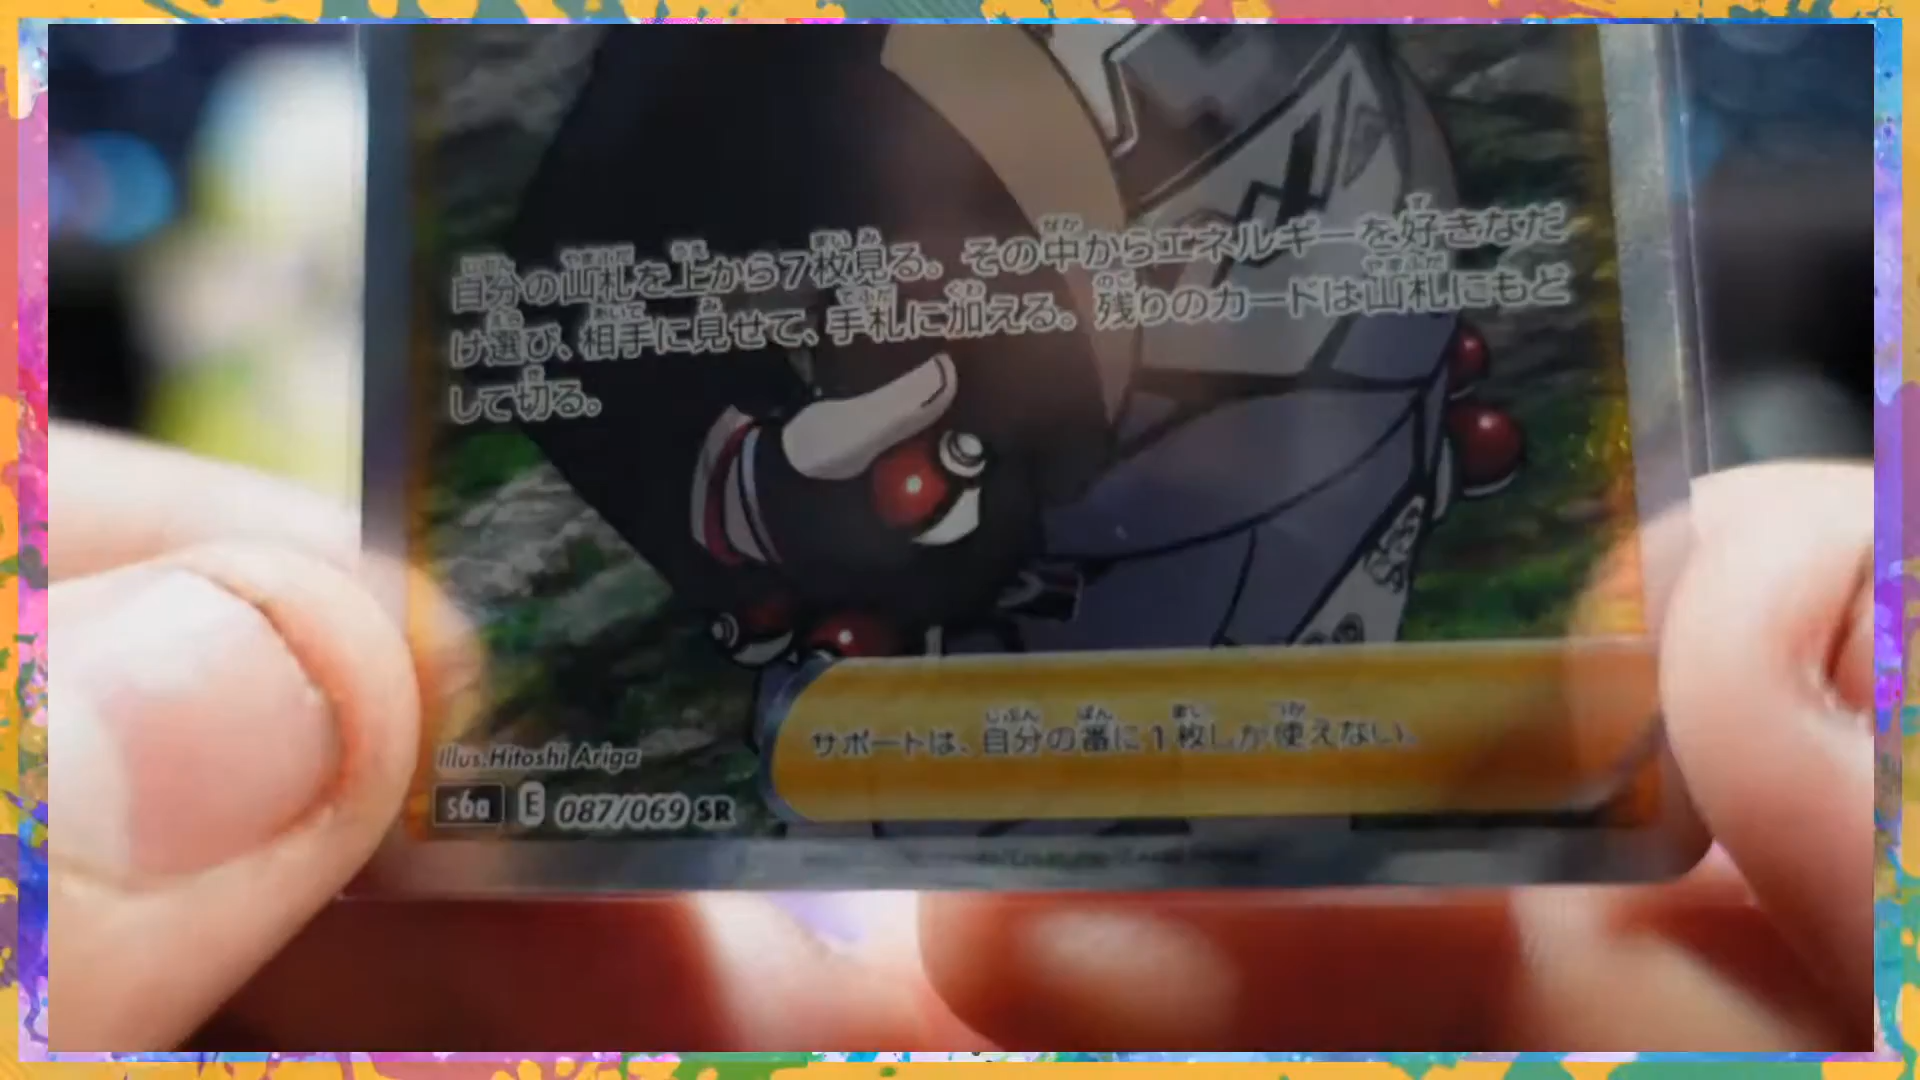 自分の山札を上から7枚見る。その中からエネルギーを好きなだ
け選び、相手に見せて、手札に加える。残りのカードは山札にもど
して切る。
サポートは、自分の番に1枚しか使えない。
Illus.Hitoshi Ariga
s6a E 087/069 SR